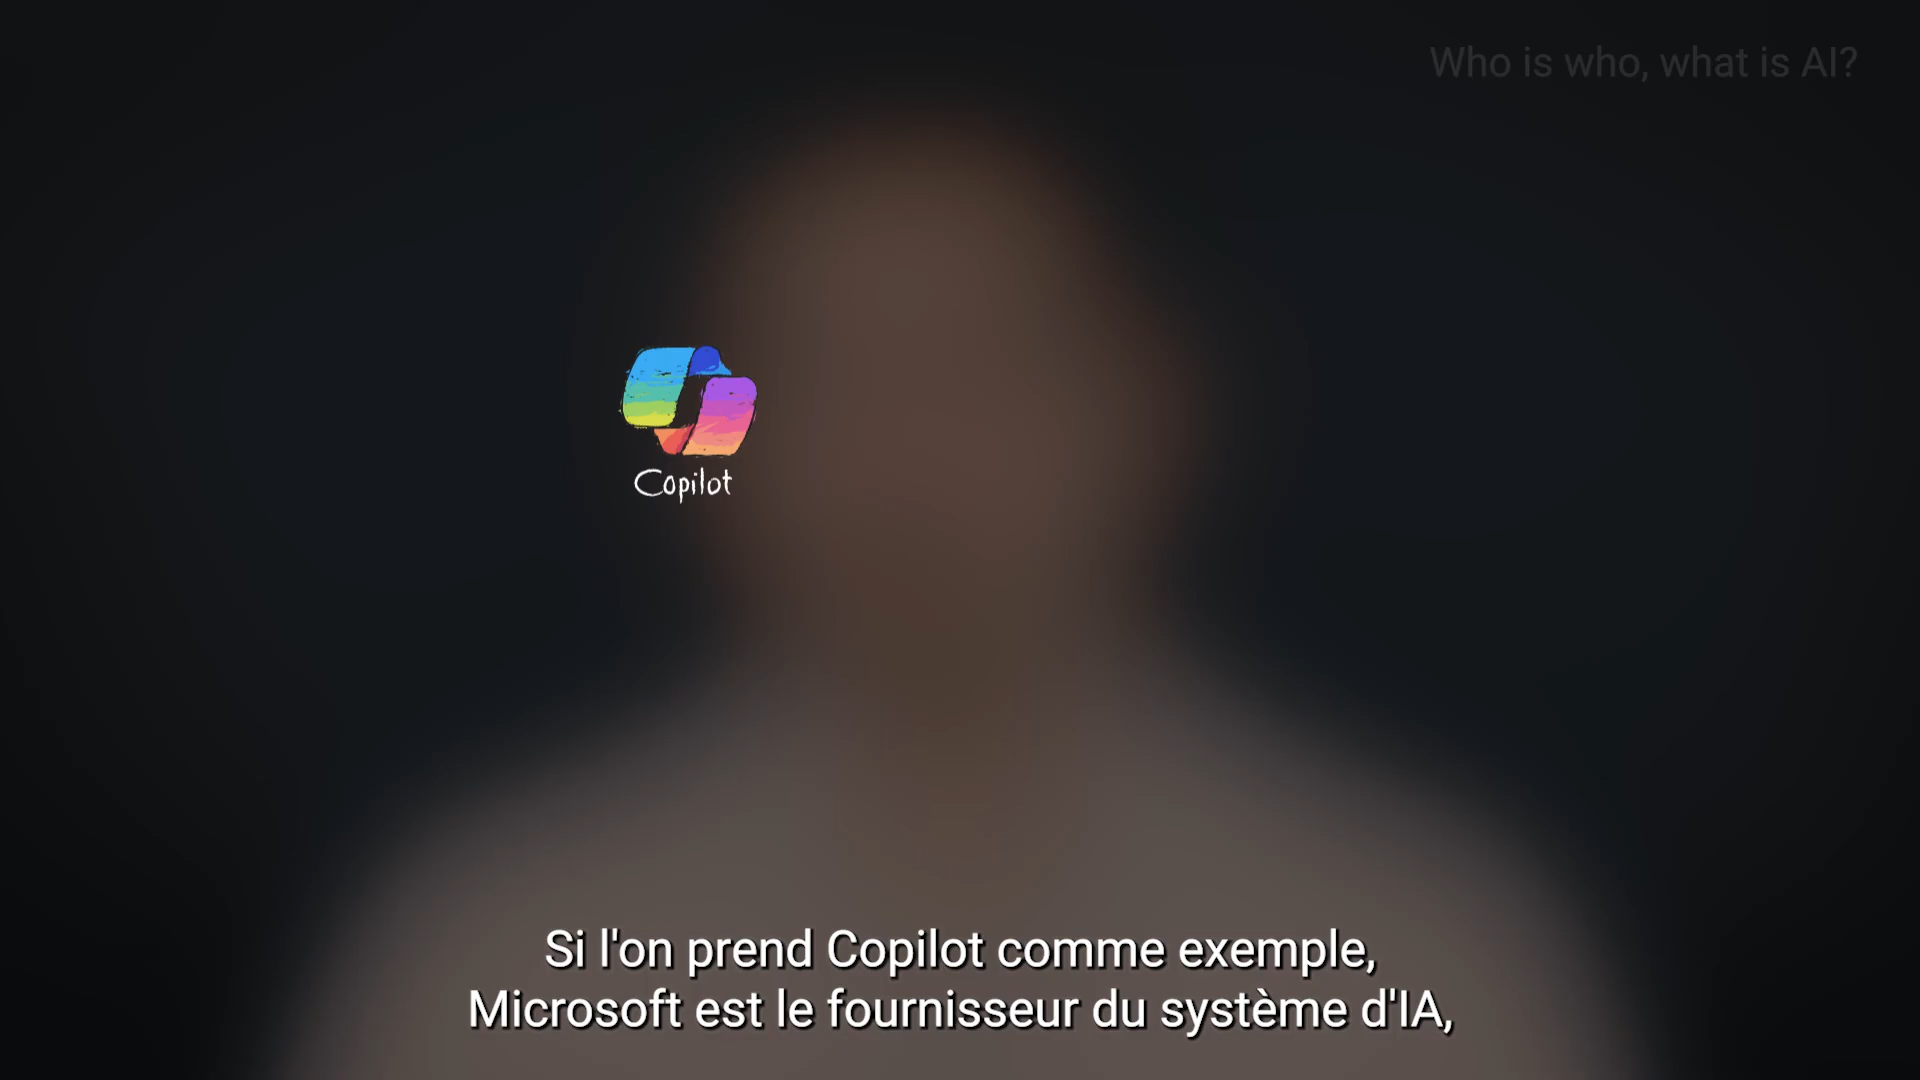 Who is who, what is AI?
Copilot
Si l'on prend Copilot comme exemple,
Microsoft est le fournisseur du système d'IA,